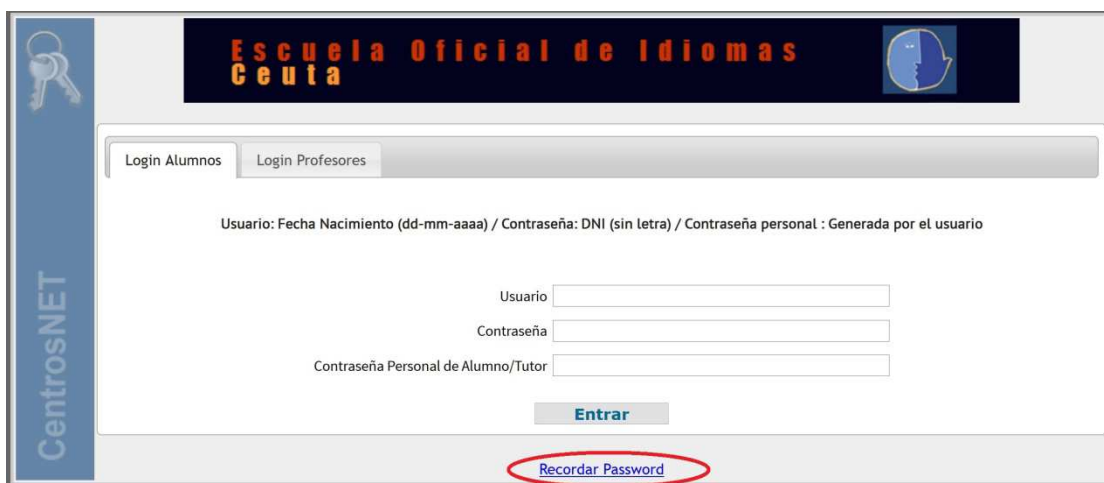 Escuela Oficial de Idiomas
Ceuta
Login Alumnos
Login Profesores
Usuario: Fecha Nacimiento (dd-mm-aaaa) / Contraseña: DNI (sin letra) / Contraseña personal : Generada por el usuario
Usuario
Contraseña
Contraseña Personal de Alumno/Tutor
Entrar
Recordar Password
CentrosNET